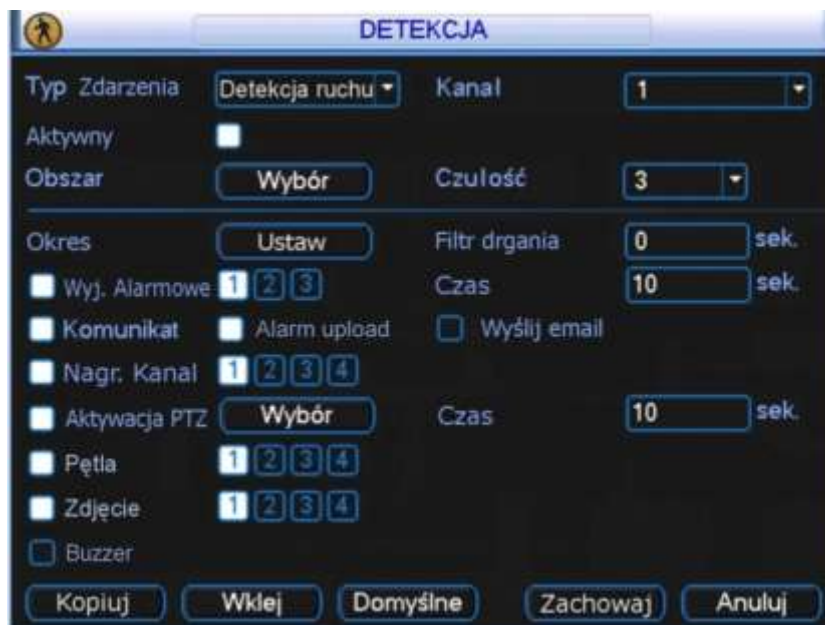 DETEKCJA
Typ Zdarzenia Detekcja ruchu Kanal 1
Aktywny
Obszar Wybór Czulość 3
Okres Ustaw Filtr drgania 0 sek.
Wyj. Alarmowe 1 2 3 Czas 10 sek.
Komunikat Alarm upload Wyślij email
Nagr. Kanal 1 2 3 4
Aktywacja PTZ Wybór Czas 10 sek.
Pętla 1 2 3 4
Zdjęcie 1 2 3 4
Buzzer
Kopiuj Wklej Domyślne Zachowaj Anuluj